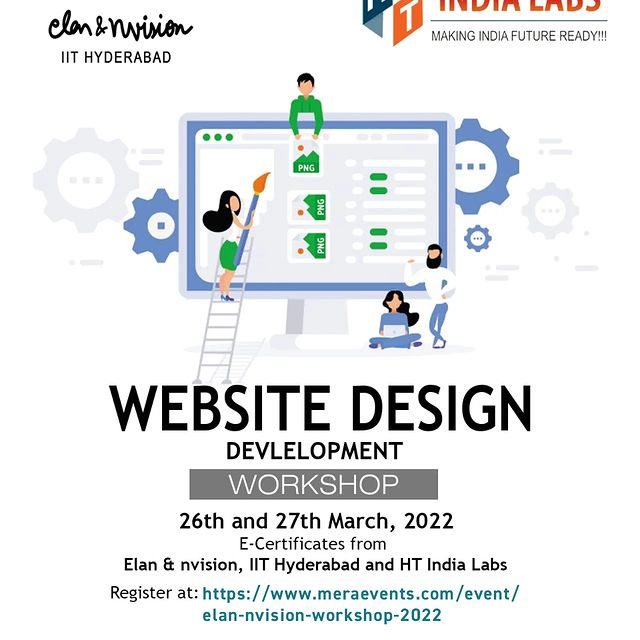 elan & nvision
IIT HYDERABAD
HT INDIA LABS
MAKING INDIA FUTURE READY!!!
PNG
PNG
PNG
WEBSITE DESIGN
DEVLELOPMENT
WORKSHOP
26th and 27th March, 2022
E-Certificates from
Elan & nvision, IIT Hyderabad and HT India Labs
Register at: https://www.meraevents.com/event/
elan-nvision-workshop-2022